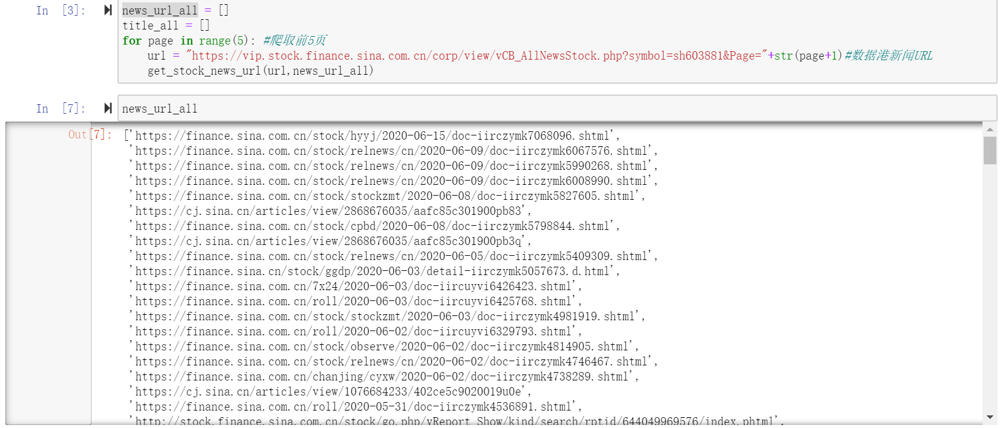 In [3]:
news_url_all = []
title_all = []
for page in range(5): #爬取前5页
    url = "https://vip.stock.finance.sina.com.cn/corp/view/vCB_AllNewsStock.php?symbol=sh603881&Page="+str(page+1)#数据港新闻URL
    get_stock_news_url(url,news_url_all)
In [7]:
news_url_all
Out[7]:
['https://finance.sina.com.cn/stock/hyyj/2020-06-15/doc-iirczymk7068096.shtml',
 'https://finance.sina.com.cn/stock/relnews/cn/2020-06-09/doc-iirczymk6067576.shtml',
 'https://finance.sina.com.cn/stock/relnews/cn/2020-06-09/doc-iirczymk5990268.shtml',
 'https://finance.sina.com.cn/stock/relnews/cn/2020-06-09/doc-iirczymk6008990.shtml',
 'https://finance.sina.com.cn/stock/stockzmt/2020-06-08/doc-iirczymk5827605.shtml',
 'https://cj.sina.cn/articles/view/2868676035/aafc85c301900pb83',
 'https://finance.sina.com.cn/stock/cpbd/2020-06-08/doc-iirczymk5798844.shtml',
 'https://cj.sina.cn/articles/view/2868676035/aafc85c301900pb3q',
 'https://finance.sina.com.cn/stock/relnews/cn/2020-06-05/doc-iirczymk5409309.shtml',
 'https://finance.sina.cn/stock/ggdp/2020-06-03/detail-iirczymk5057673.d.html',
 'https://finance.sina.com.cn/7x24/2020-06-03/doc-iircuyvi6426423.shtml',
 'https://finance.sina.com.cn/roll/2020-06-03/doc-iircuyvi6425768.shtml',
 'https://finance.sina.com.cn/stock/stockzmt/2020-06-03/doc-iirczymk4981919.shtml',
 'https://finance.sina.com.cn/roll/2020-06-02/doc-iircuyvi6329793.shtml',
 'https://finance.sina.com.cn/stock/observe/2020-06-02/doc-iirczymk4814905.shtml',
 'https://finance.sina.com.cn/stock/relnews/cn/2020-06-02/doc-iirczymk4746467.shtml',
 'https://finance.sina.com.cn/chanjing/cyxw/2020-06-02/doc-iirczymk4738289.shtml',
 'https://cj.sina.cn/articles/view/1076684233/402ce5c9020019u0e',
 'https://finance.sina.com.cn/roll/2020-05-31/doc-iirczymk4536891.shtml',
 'http://stock.finance.sina.com.cn/stock/go.php/vReport_Show/kind/search/rptid/644049969576/index.phtml',